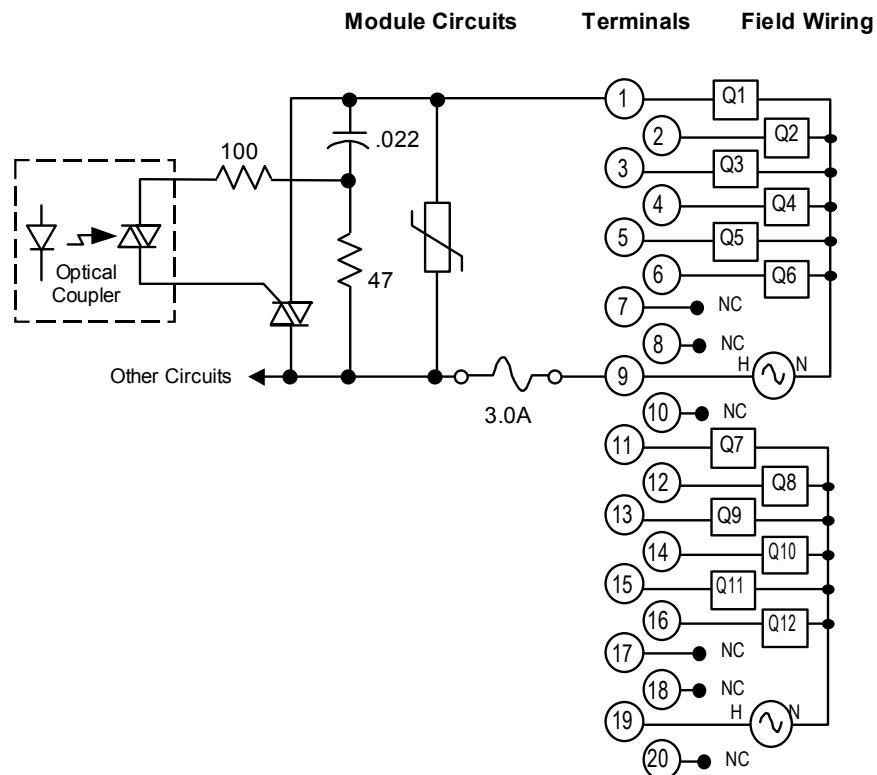 Module Circuits Terminals Field Wiring
1 Q1
100 .022 2 Q2
3 Q3
4 Q4
5 Q5
Optical
Coupler
47 6 Q6
7 NC
8 NC
H N
Other Circuits 9
3.0A 10 NC
11 Q7
12 Q8
13 Q9
14 Q10
15 Q11
16 Q12
17 NC
18 NC
19 H N
20 NC